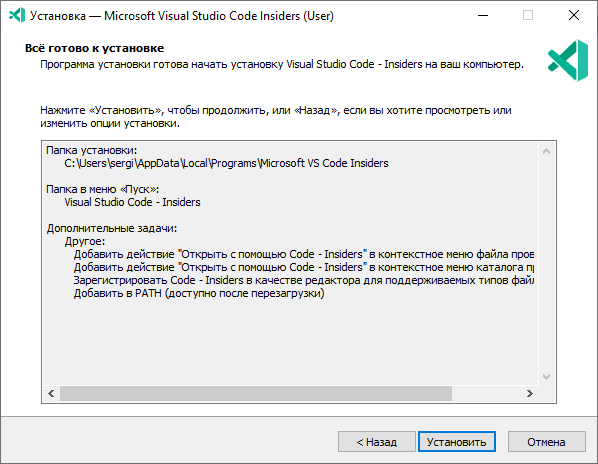 Установка — Microsoft Visual Studio Code Insiders (User)
Всё готово к установке
Программа установки готова начать установку Visual Studio Code - Insiders на ваш компьютер.
Нажмите «Установить», чтобы продолжить, или «Назад», если вы хотите просмотреть или
изменить опции установки.
Папка установки:
C:\Users\sergi\AppData\Local\Programs\Microsoft VS Code Insiders
Папка в меню «Пуск»:
Visual Studio Code - Insiders
Дополнительные задачи:
Другое:
Добавить действие "Открыть с помощью Code - Insiders" в контекстное меню файла пров
Добавить действие "Открыть с помощью Code - Insiders" в контекстное меню каталога пр
Зарегистрировать Code - Insiders в качестве редактора для поддерживаемых типов файл
Добавить в PATH (доступно после перезагрузки)
< Назад
Установить
Отмена